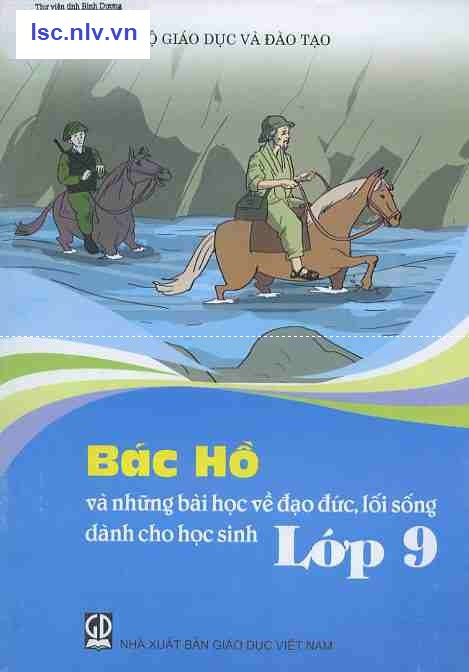 Thư viện tỉnh Bình Dương
lsc.nlv.vn
Ộ GIÁO DỤC VÀ ĐÀO TẠO
Bác Hồ
và những bài học về đạo đức, lối sống
dành cho học sinh
Lớp 9
GD
NHÀ XUẤT BẢN GIÁO DỤC VIỆT NAM